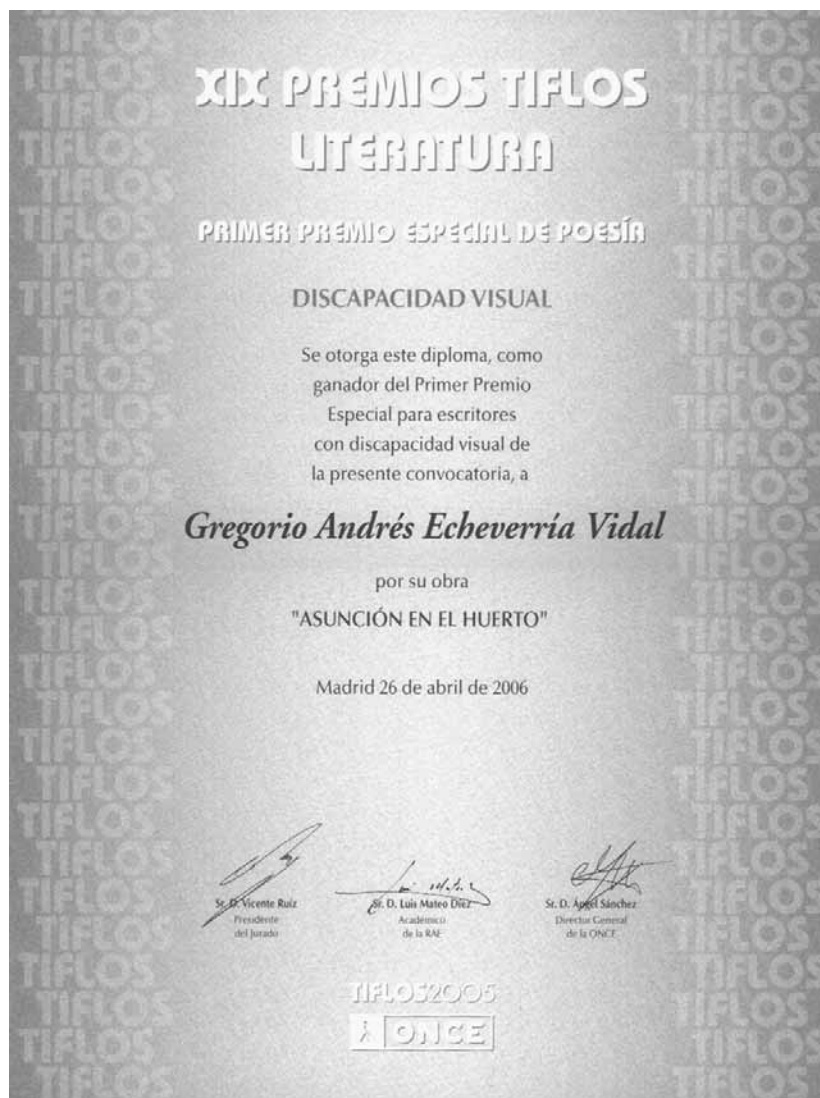 XIX PREMIOS TIFLOS
LITERATURA
PRIMER PREMIO ESPECIAL DE POESÍA
DISCAPACIDAD VISUAL
Se otorga este diploma, como
ganador del Primer Premio
Especial para escritores
con discapacidad visual de
la presente convocatoria, a
Gregorio Andrés Echeverría Vidal
por su obra
"ASUNCIÓN EN EL HUERTO"
Madrid 26 de abril de 2006
Sr. D. Vicente Ruiz
Presidente
del Jurado
Sr. D. Luis Mateo Díez
Académico
de la RAE
Sr. D. Ángel Sánchez
Director General
de la ONCE
TIFLOS2005
ONCE